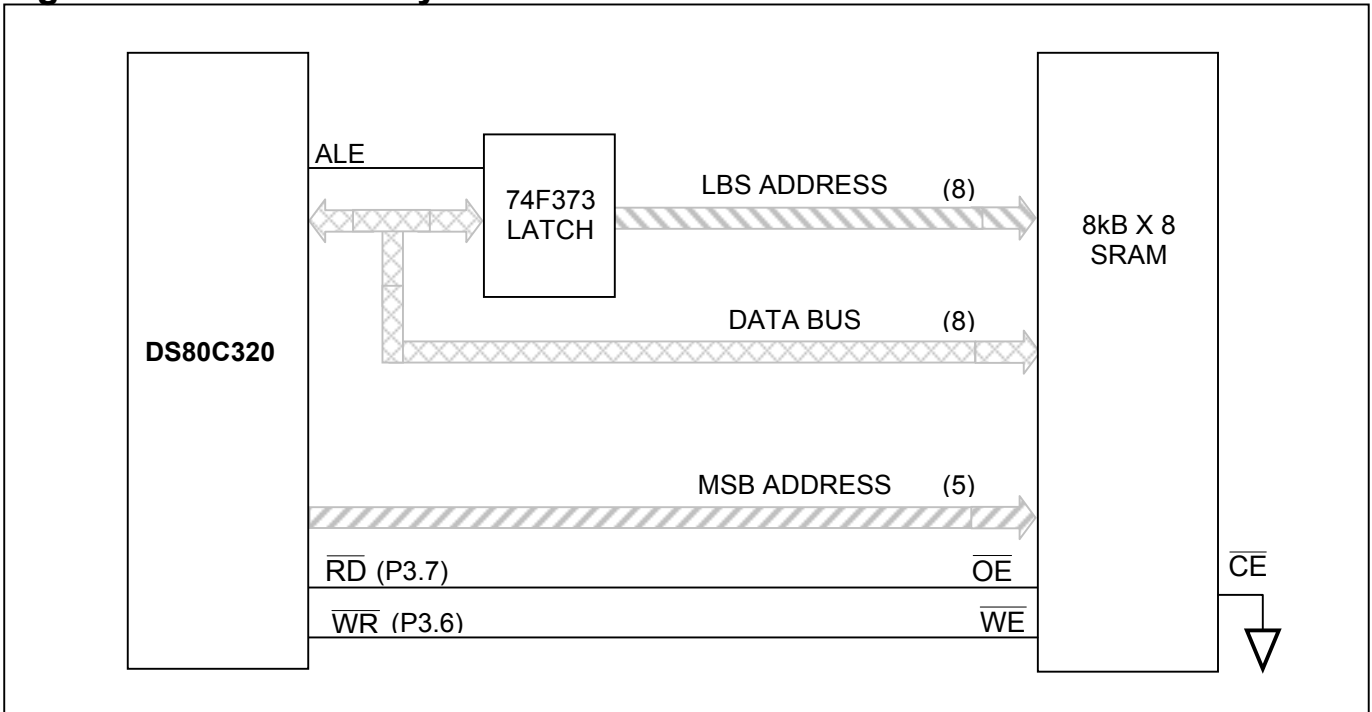 ALE
74F373
LATCH
LBS ADDRESS (8)
8kB X 8
SRAM
DATA BUS (8)
DS80C320
MSB ADDRESS (5)
RD (P3.7)
OE
CE
WR (P3.6)
WE